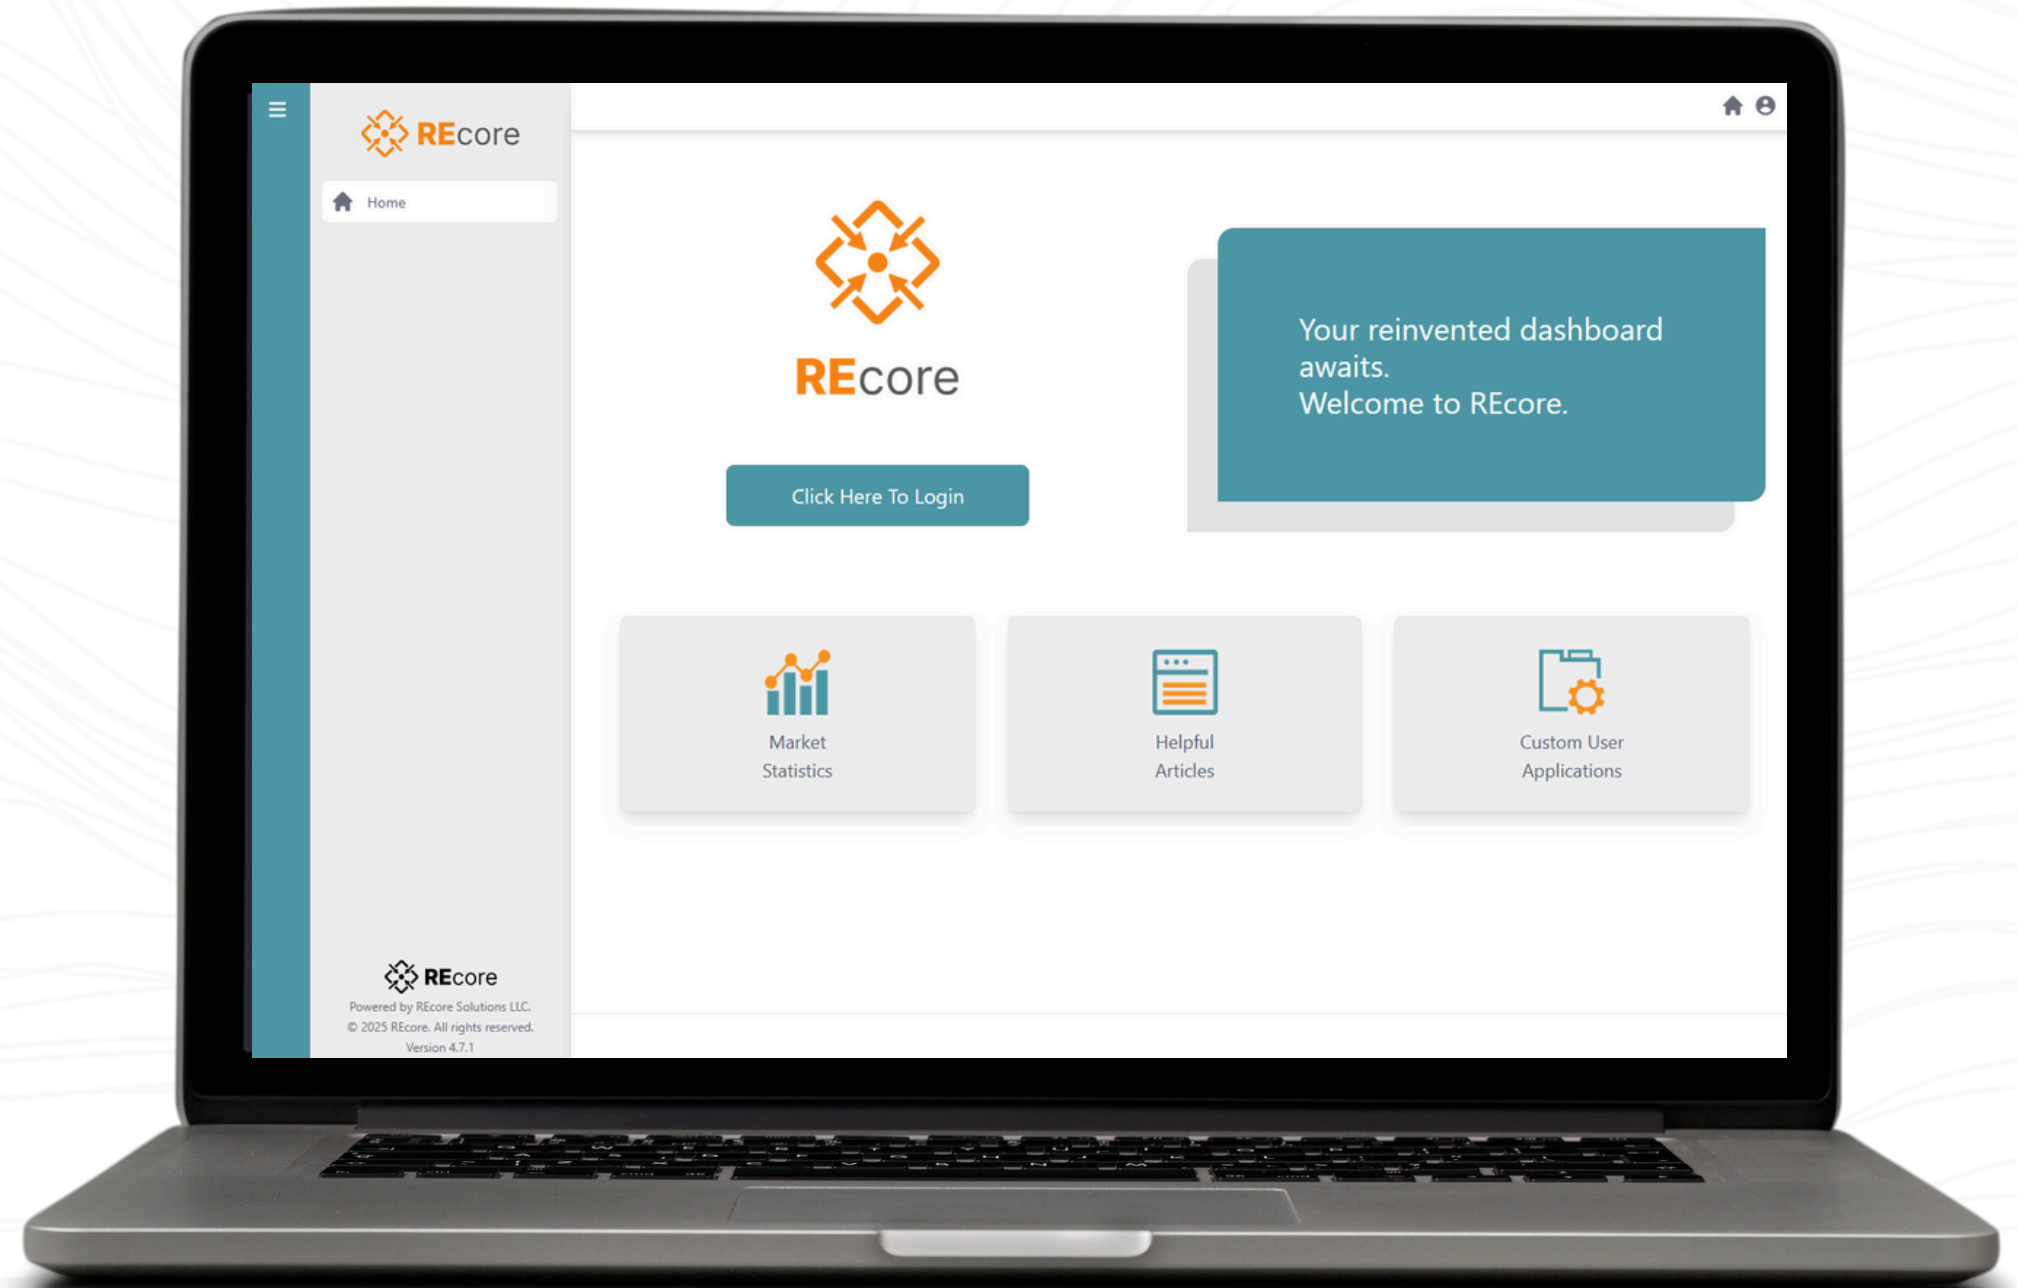 REcore
Home
REcore
Click Here To Login
Your reinvented dashboard
awaits.
Welcome to REcore.
Market
Statistics
Helpful
Articles
Custom User
Applications
REcore
Powered by REcore Solutions LLC.
© 2025 REcore. All rights reserved.
Version 4.7.1